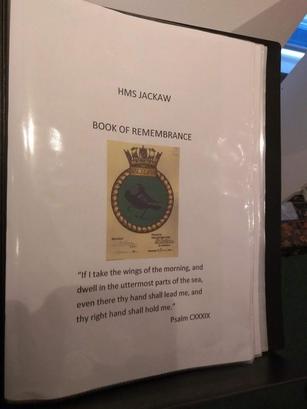 HMS JACKAW
BOOK OF REMEMBRANCE
"If I take the wings of the morning, and
dwell in the uttermost parts of the sea,
even there thy hand shall lead me, and
thy right hand shall hold me."
Psalm CXXXIX